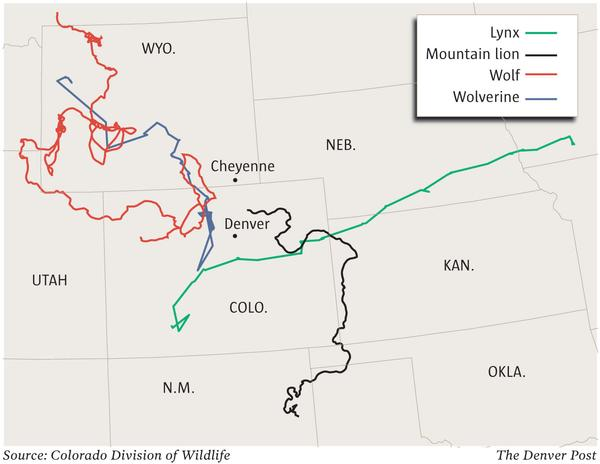 Lynx
Mountain lion
Wolf
Wolverine
WYO.
NEB.
Cheyenne
Denver
UTAH
COLO.
KAN.
N.M.
OKLA.
Source: Colorado Division of Wildlife
The Denver Post